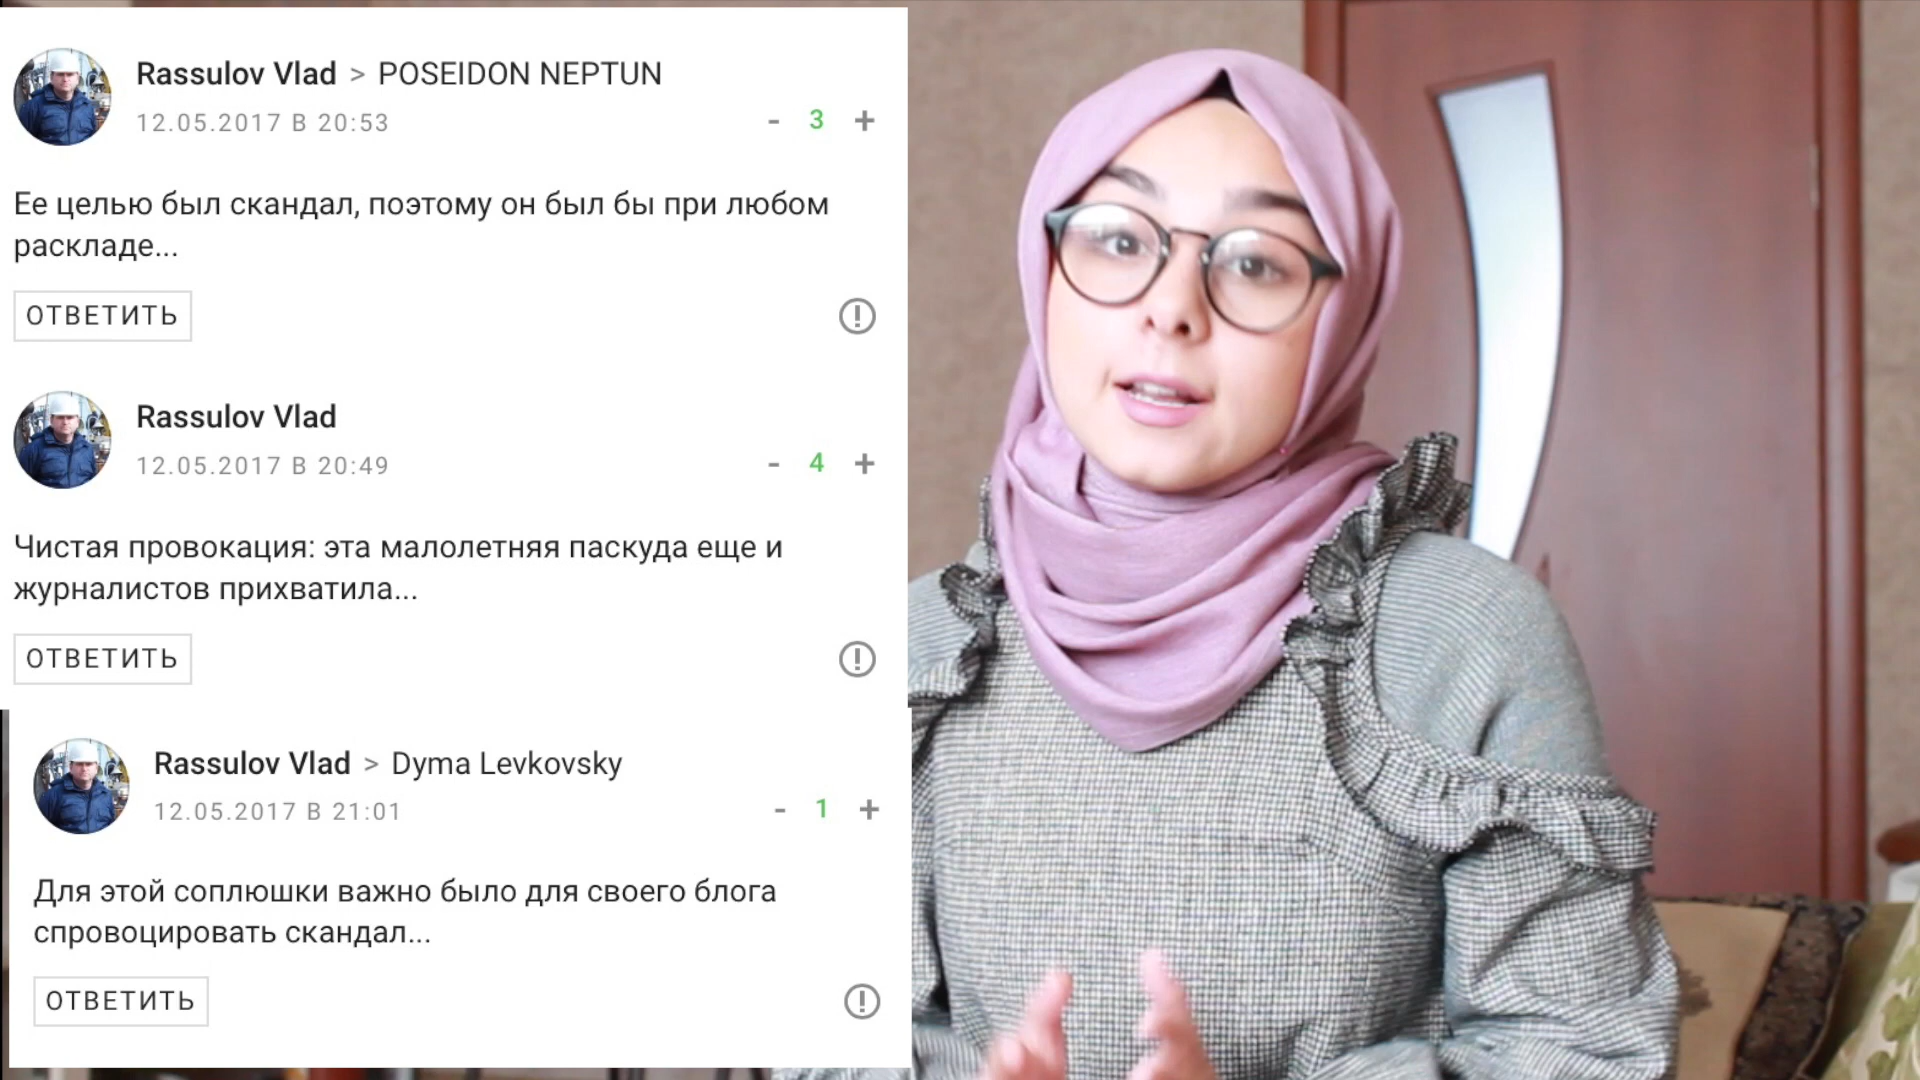 Rassulov Vlad > POSEIDON NEPTUN
12.05.2017 В 20:53
- 3 +
Ее целью был скандал, поэтому он был бы при любом
раскладе...
ОТВЕТИТЬ
Rassulov Vlad
12.05.2017 В 20:49
- 4 +
Чистая провокация: эта малолетняя паскуда еще и
журналистов прихватила...
ОТВЕТИТЬ
Rassulov Vlad > Dyma Levkovsky
12.05.2017 В 21:01
- 1 +
Для этой соплюшки важно было для своего блога
спровоцировать скандал...
ОТВЕТИТЬ